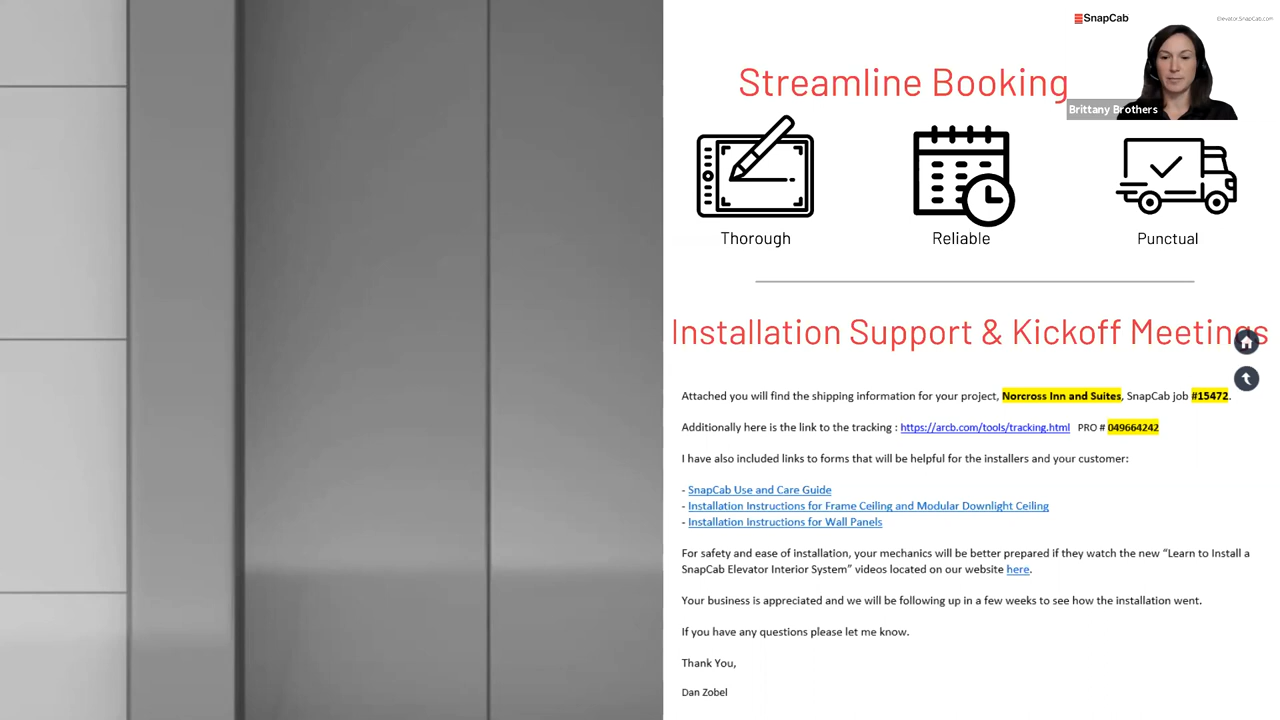 SnapCab
Elevator.SnapCab.com
Streamline Booking
Brittany Brothers
Thorough
Reliable
Punctual
Installation Support & Kickoff Meetings
Attached you will find the shipping information for your project, Norcross Inn and Suites, SnapCab job #15472.
Additionally here is the link to the tracking : https://arcb.com/tools/tracking.html PRO # 049664242
I have also included links to forms that will be helpful for the installers and your customer:
- SnapCab Use and Care Guide
- Installation Instructions for Frame Ceiling and Modular Downlight Ceiling
- Installation Instructions for Wall Panels
For safety and ease of installation, your mechanics will be better prepared if they watch the new “Learn to Install a
SnapCab Elevator Interior System” videos located on our website here.
Your business is appreciated and we will be following up in a few weeks to see how the installation went.
If you have any questions please let me know.
Thank You,
Dan Zobel